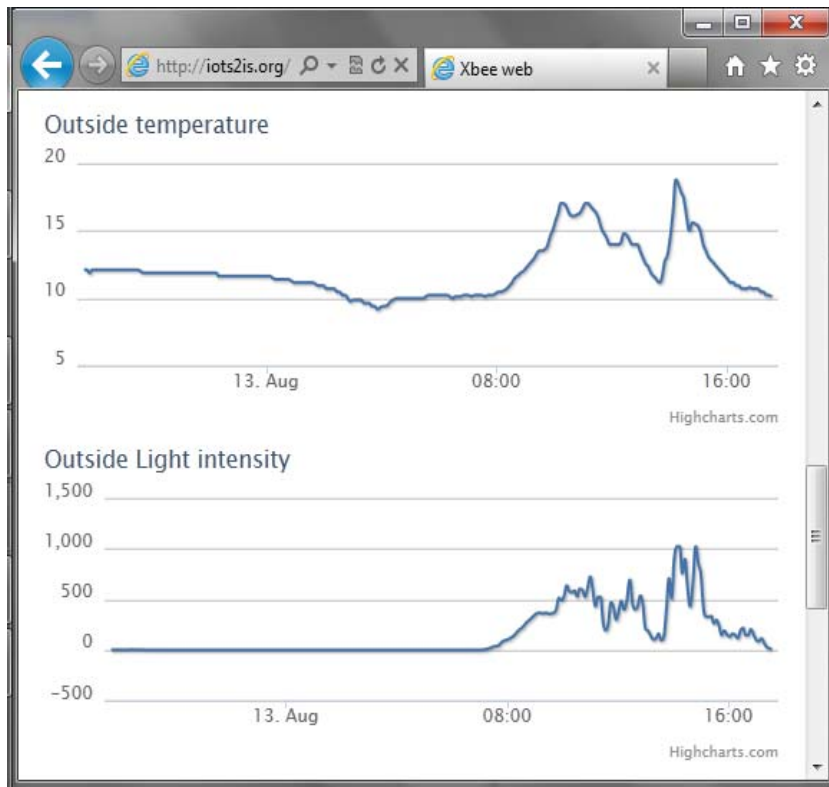 http://iots2is.org/
Xbee web
Outside temperature
20
15
10
5
13. Aug
08:00
16:00
Highcharts.com
Outside Light intensity
1,500
1,000
500
0
-500
13. Aug
08:00
16:00
Highcharts.com